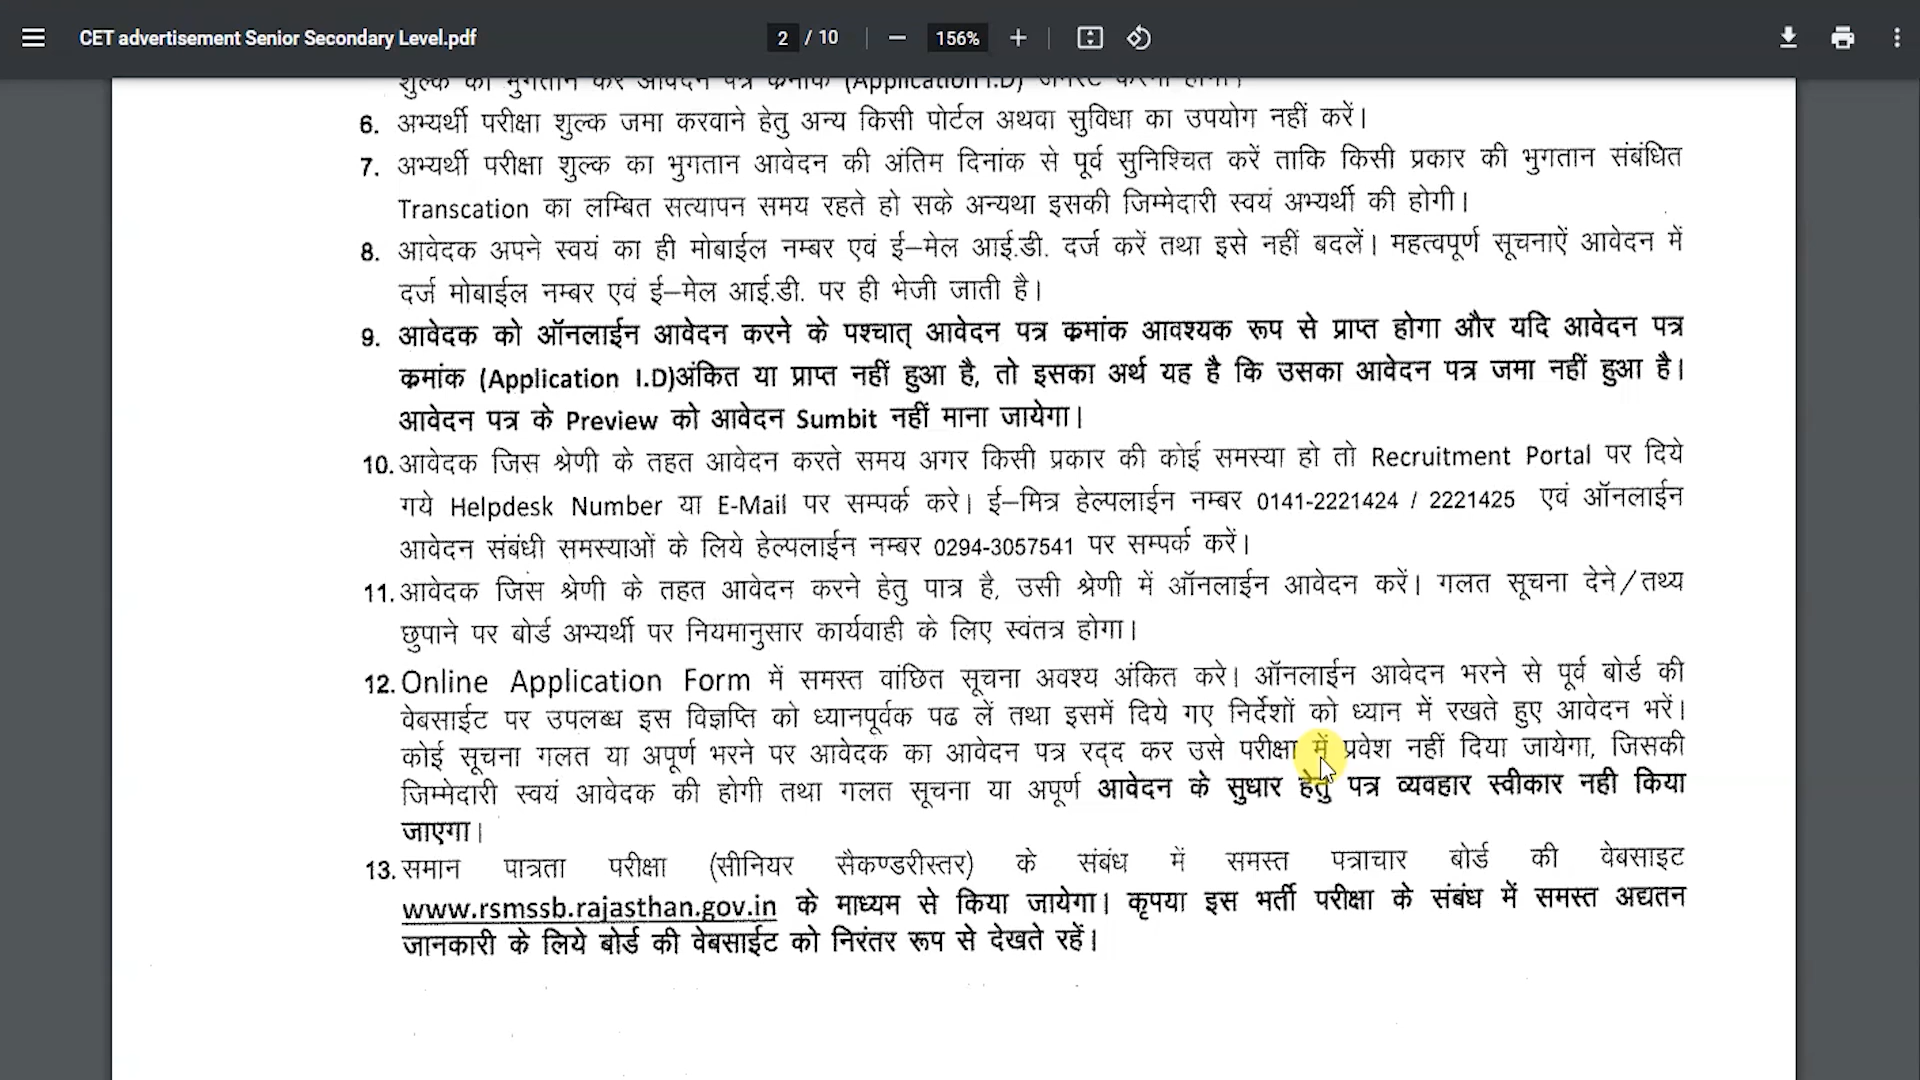 CET advertisement Senior Secondary Level.pdf
2 / 10
156%
शुल्क का भुगतान कर आवेदन पत्र क्रमांक (Application I.D) जनरेट करना होगा।
6. अभ्यर्थी परीक्षा शुल्क जमा करवाने हेतु अन्य किसी पोर्टल अथवा सुविधा का उपयोग नहीं करें।
7. अभ्यर्थी परीक्षा शुल्क का भुगतान आवेदन की अंतिम दिनांक से पूर्व सुनिश्चित करें ताकि किसी प्रकार की भुगतान संबंधित
Transcation का लम्बित सत्यापन समय रहते हो सके अन्यथा इसकी जिम्मेदारी स्वयं अभ्यर्थी की होगी।
8. आवेदक अपने स्वयं का ही मोबाईल नम्बर एवं ई–मेल आई.डी. दर्ज करें तथा इसे नहीं बदलें। महत्वपूर्ण सूचनाऐं आवेदन में
दर्ज मोबाईल नम्बर एवं ई–मेल आई.डी. पर ही भेजी जाती है।
9. आवेदक को ऑनलाईन आवेदन करने के पश्चात् आवेदन पत्र क्रमांक आवश्यक रूप से प्राप्त होगा और यदि आवेदन पत्र
क्रमांक (Application I.D)अंकित या प्राप्त नहीं हुआ है, तो इसका अर्थ यह है कि उसका आवेदन पत्र जमा नहीं हुआ है।
आवेदन पत्र के Preview को आवेदन Sumbit नहीं माना जायेगा।
10. आवेदक जिस श्रेणी के तहत आवेदन करते समय अगर किसी प्रकार की कोई समस्या हो तो Recruitment Portal पर दिये
गये Helpdesk Number या E-Mail पर सम्पर्क करे। ई–मित्र हेल्पलाईन नम्बर 0141-2221424 / 2221425 एवं ऑनलाईन
आवेदन संबंधी समस्याओं के लिये हेल्पलाईन नम्बर 0294-3057541 पर सम्पर्क करें।
11. आवेदक जिस श्रेणी के तहत आवेदन करने हेतु पात्र है, उसी श्रेणी में ऑनलाईन आवेदन करें। गलत सूचना देने/तथ्य
छुपाने पर बोर्ड अभ्यर्थी पर नियमानुसार कार्यवाही के लिए स्वंतत्र होगा।
12. Online Application Form में समस्त वांछित सूचना अवश्य अंकित करे। ऑनलाईन आवेदन भरने से पूर्व बोर्ड की
वेबसाईट पर उपलब्ध इस विज्ञप्ति को ध्यानपूर्वक पढ लें तथा इसमें दिये गए निर्देशों को ध्यान में रखते हुए आवेदन भरें।
कोई सूचना गलत या अपूर्ण भरने पर आवेदक का आवेदन पत्र रद्द कर उसे परीक्षा में प्रवेश नहीं दिया जायेगा, जिसकी
जिम्मेदारी स्वयं आवेदक की होगी तथा गलत सूचना या अपूर्ण आवेदन के सुधार हेतु पत्र व्यवहार स्वीकार नही किया
जाएगा।
13. समान पात्रता परीक्षा (सीनियर सैकण्डरीस्तर) के संबंध में समस्त पत्राचार बोर्ड की वेबसाइट
www.rsmssb.rajasthan.gov.in के माध्यम से किया जायेगा। कृपया इस भर्ती परीक्षा के संबंध में समस्त अद्यतन
जानकारी के लिये बोर्ड की वेबसाईट को निरंतर रूप से देखते रहें।